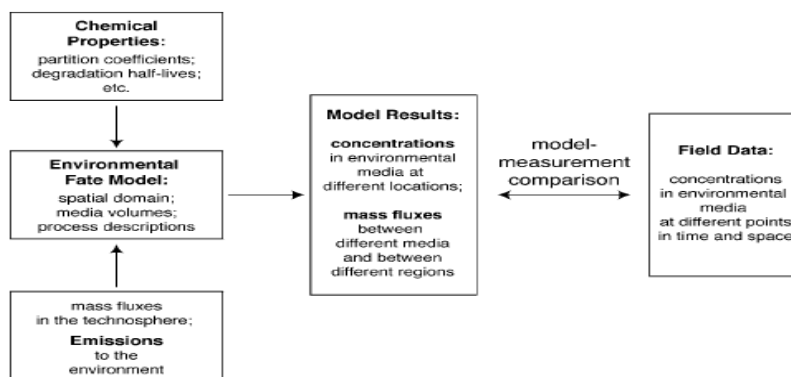 Chemical
Properties:
partition coefficients;
degradation half-lives;
etc.
Environmental
Fate Model:
spatial domain;
media volumes;
process descriptions
mass fluxes
in the technosphere;
Emissions
to the
environment
Model Results:
concentrations
in environmental
media at
different locations;
mass fluxes
between
different media
and between
different regions
model-
measurement
comparison
Field Data:
concentrations
in environmental
media
at different points
in time and space